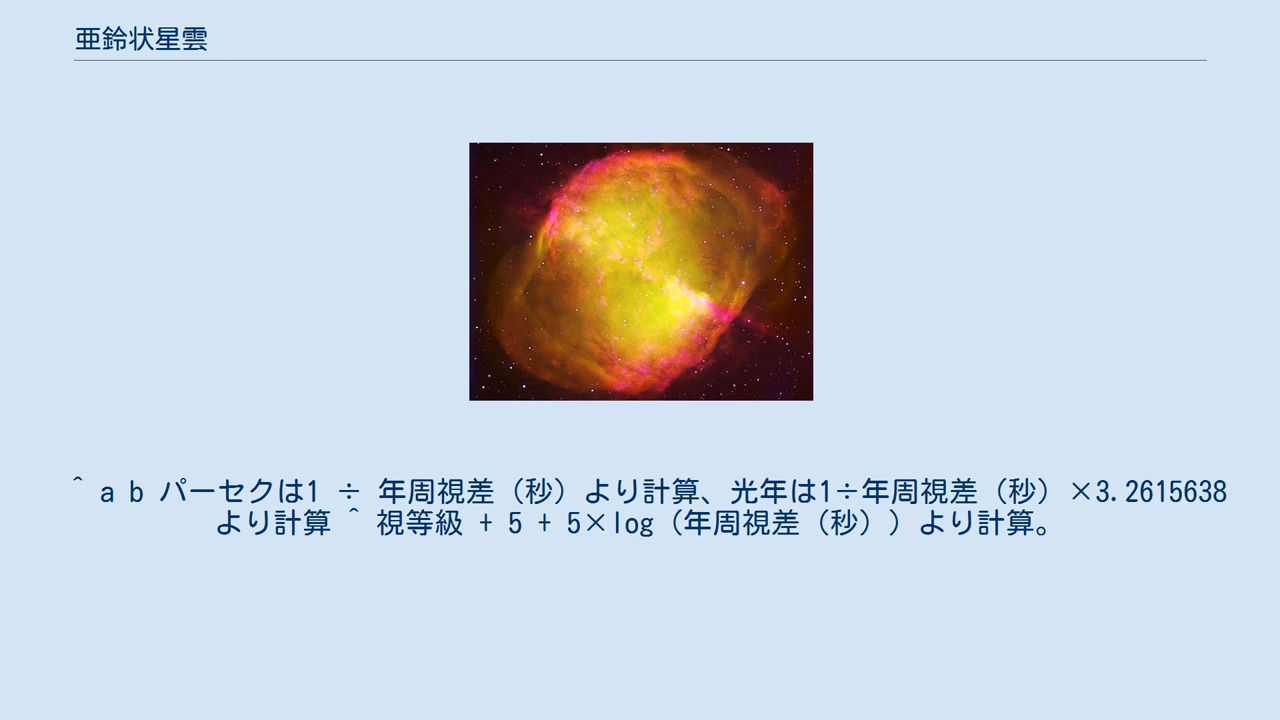 亜鈴状星雲
^ a b パーセクは1 ÷ 年周視差（秒）より計算、光年は1÷年周視差（秒）×3.2615638
より計算 ^ 視等級 + 5 + 5×log（年周視差（秒））より計算。